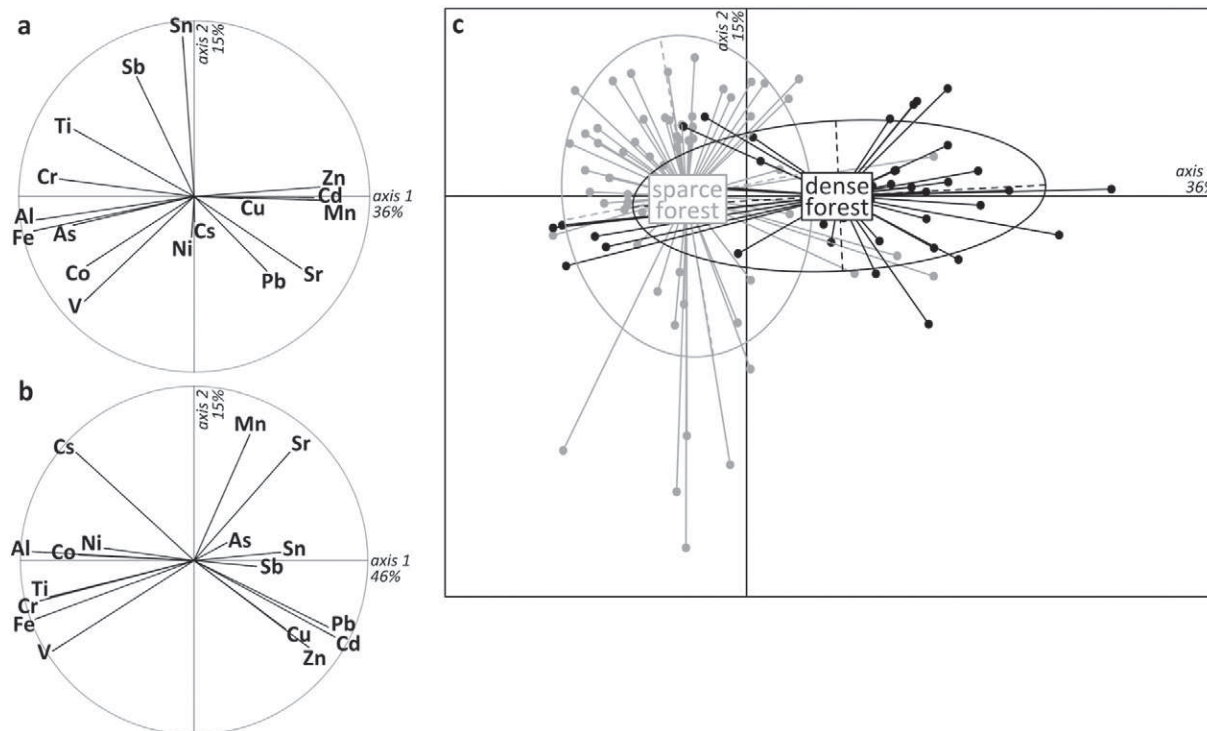 a
Sn
axis 2
15%
Sb
Ti
Cr
Zn
axis 1
36%
Cd
Cu
Mn
Al
Fe
As
Cs
Ni
Co
Pb
Sr
V
b
axis 2
15%
Mn
Sr
Cs
As
Al
Co
Ni
Sn
axis 1
46%
Sb
Ti
Cr
Fe
Pb
Cu
Cd
V
Zn
c
axis 2
15%
axis
36%
sparce
forest
dense
forest